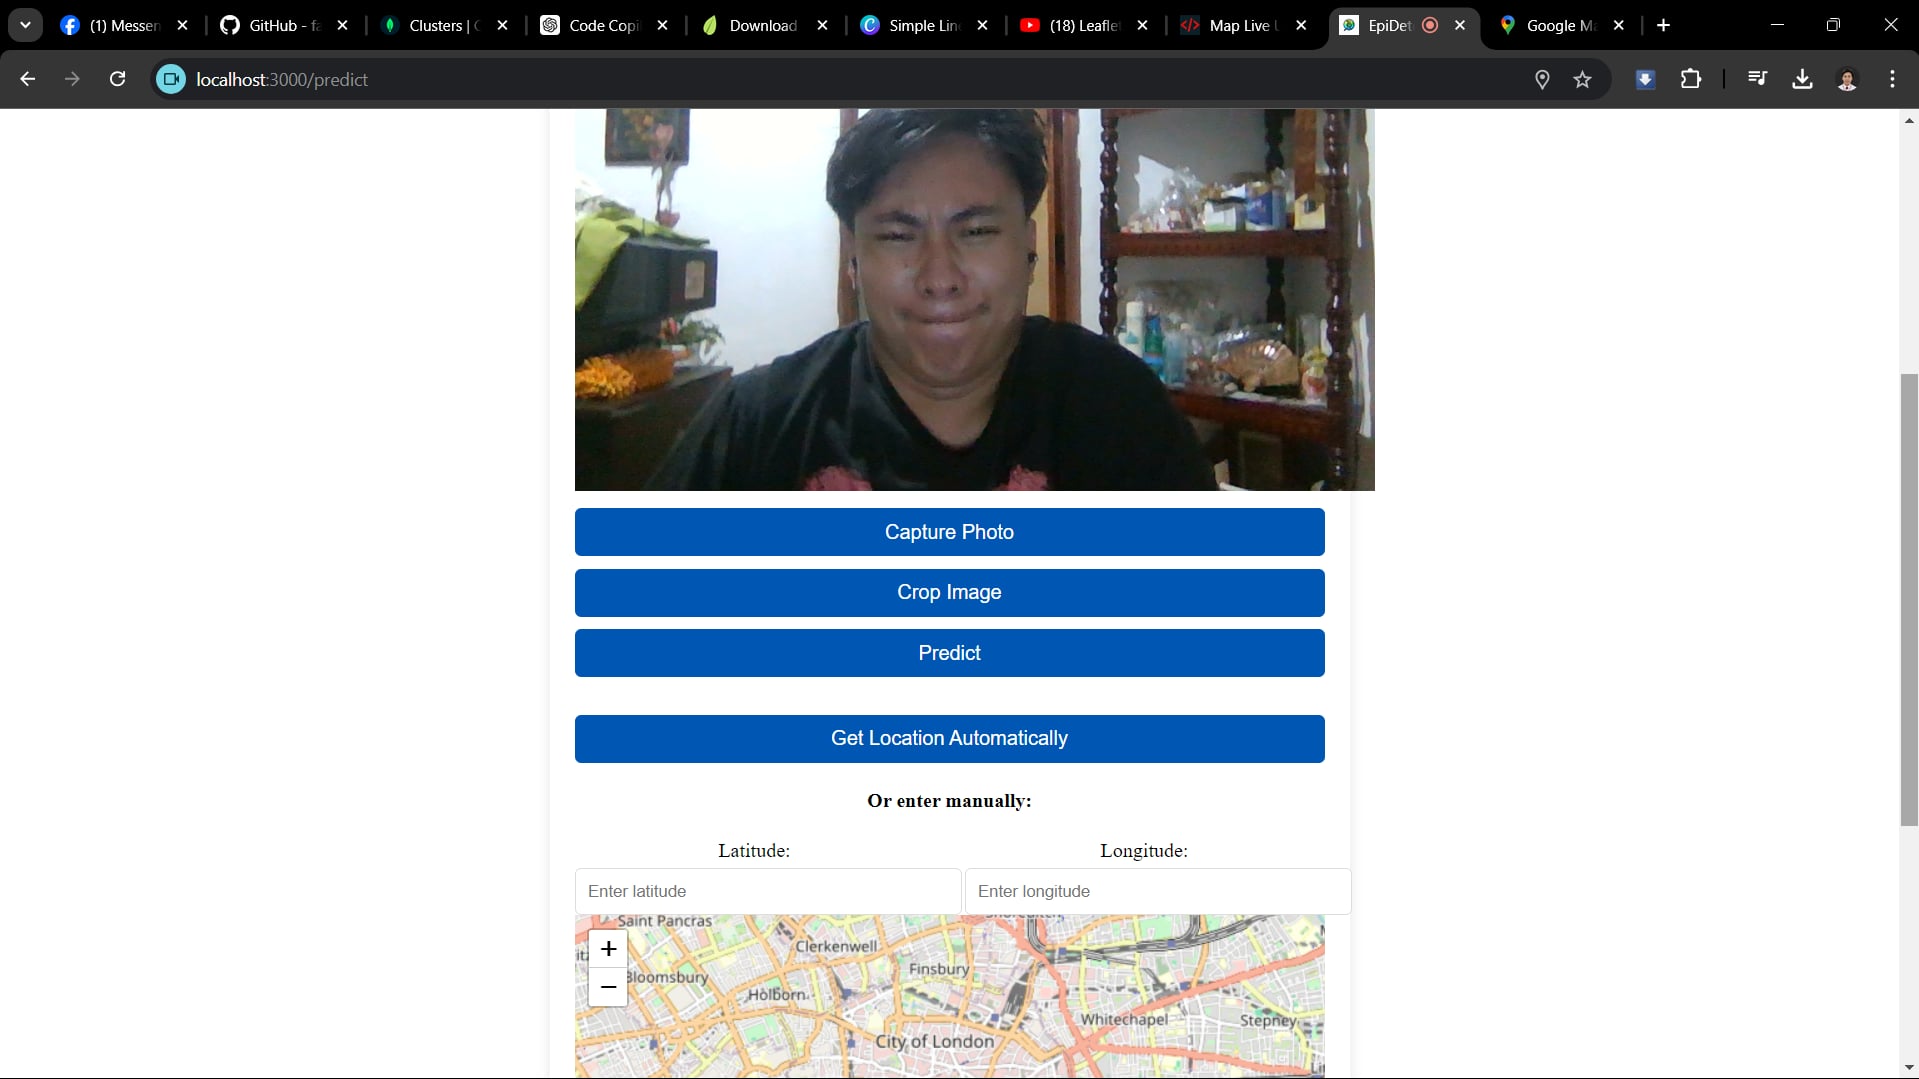 (1) Messen
GitHub - fa
Clusters | C
Code Copil
Download
Simple Lin
(18) Leafle
Map Live U
EpiDet
Google Ma
localhost:3000/predict
Capture Photo
Crop Image
Predict
Get Location Automatically
Or enter manually:
Latitude:
Longitude:
Enter latitude
Enter longitude
Saint Pancras
+
Clerkenwell
Finsbury
Bloomsbury
−
Holborn
Whitechapel
Stepney
City of London